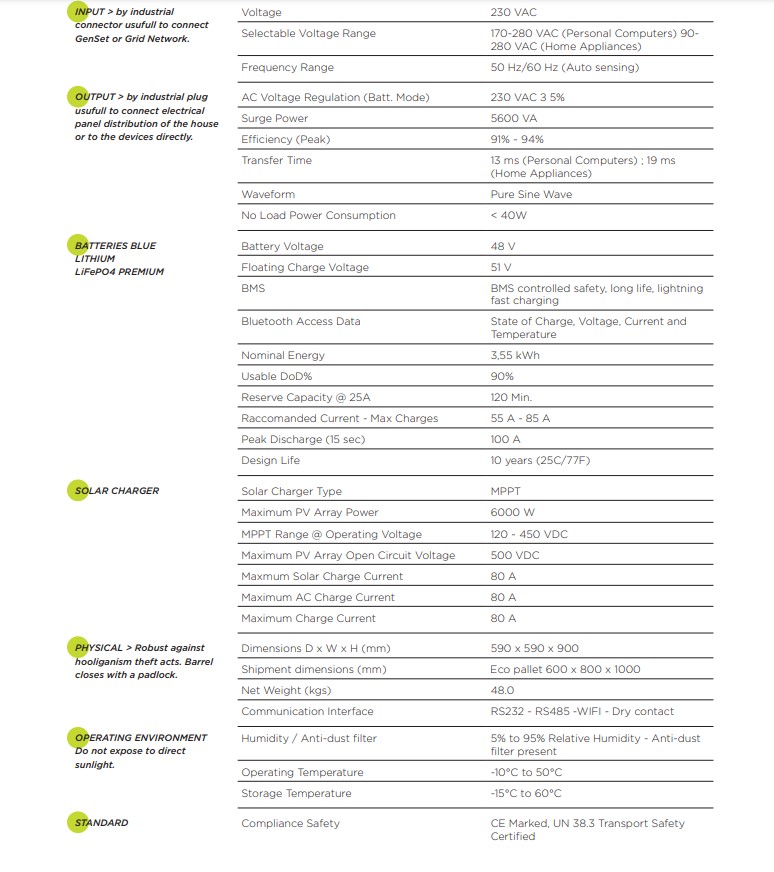 INPUT > by industrial
connector usufull to connect
GenSet or Grid Network.
Voltage 230 VAC
Selectable Voltage Range 170-280 VAC (Personal Computers) 90-
280 VAC (Home Appliances)
Frequency Range 50 Hz/60 Hz (Auto sensing)
OUTPUT > by industrial plug
usufull to connect electrical
panel distribution of the house
or to the devices directly.
AC Voltage Regulation (Batt. Mode) 230 VAC 3 5%
Surge Power 5600 VA
Efficiency (Peak) 91% - 94%
Transfer Time 13 ms (Personal Computers) ; 19 ms
(Home Appliances)
Waveform Pure Sine Wave
No Load Power Consumption < 40W
BATTERIES BLUE
LITHIUM
LiFePO4 PREMIUM
Battery Voltage 48 V
Floating Charge Voltage 51 V
BMS BMS controlled safety, long life, lightning
fast charging
Bluetooth Access Data State of Charge, Voltage, Current and
Temperature
Nominal Energy 3,55 kWh
Usable DoD% 90%
Reserve Capacity @ 25A 120 Min.
Raccomanded Current - Max Charges 55 A - 85 A
Peak Discharge (15 sec) 100 A
Design Life 10 years (25C/77F)
SOLAR CHARGER
Solar Charger Type MPPT
Maximum PV Array Power 6000 W
MPPT Range @ Operating Voltage 120 - 450 VDC
Maximum PV Array Open Circuit Voltage 500 VDC
Maxmum Solar Charge Current 80 A
Maximum AC Charge Current 80 A
Maximum Charge Current 80 A
PHYSICAL > Robust against
hooliganism theft acts. Barrel
closes with a padlock.
Dimensions D x W x H (mm) 590 x 590 x 900
Shipment dimensions (mm) Eco pallet 600 x 800 x 1000
Net Weight (kgs) 48.0
Communication Interface RS232 - RS485 -WIFI - Dry contact
OPERATING ENVIRONMENT
Do not expose to direct
sunlight.
Humidity / Anti-dust filter 5% to 95% Relative Humidity - Anti-dust
filter present
Operating Temperature -10°C to 50°C
Storage Temperature -15°C to 60°C
STANDARD
Compliance Safety CE Marked, UN 38.3 Transport Safety
Certified